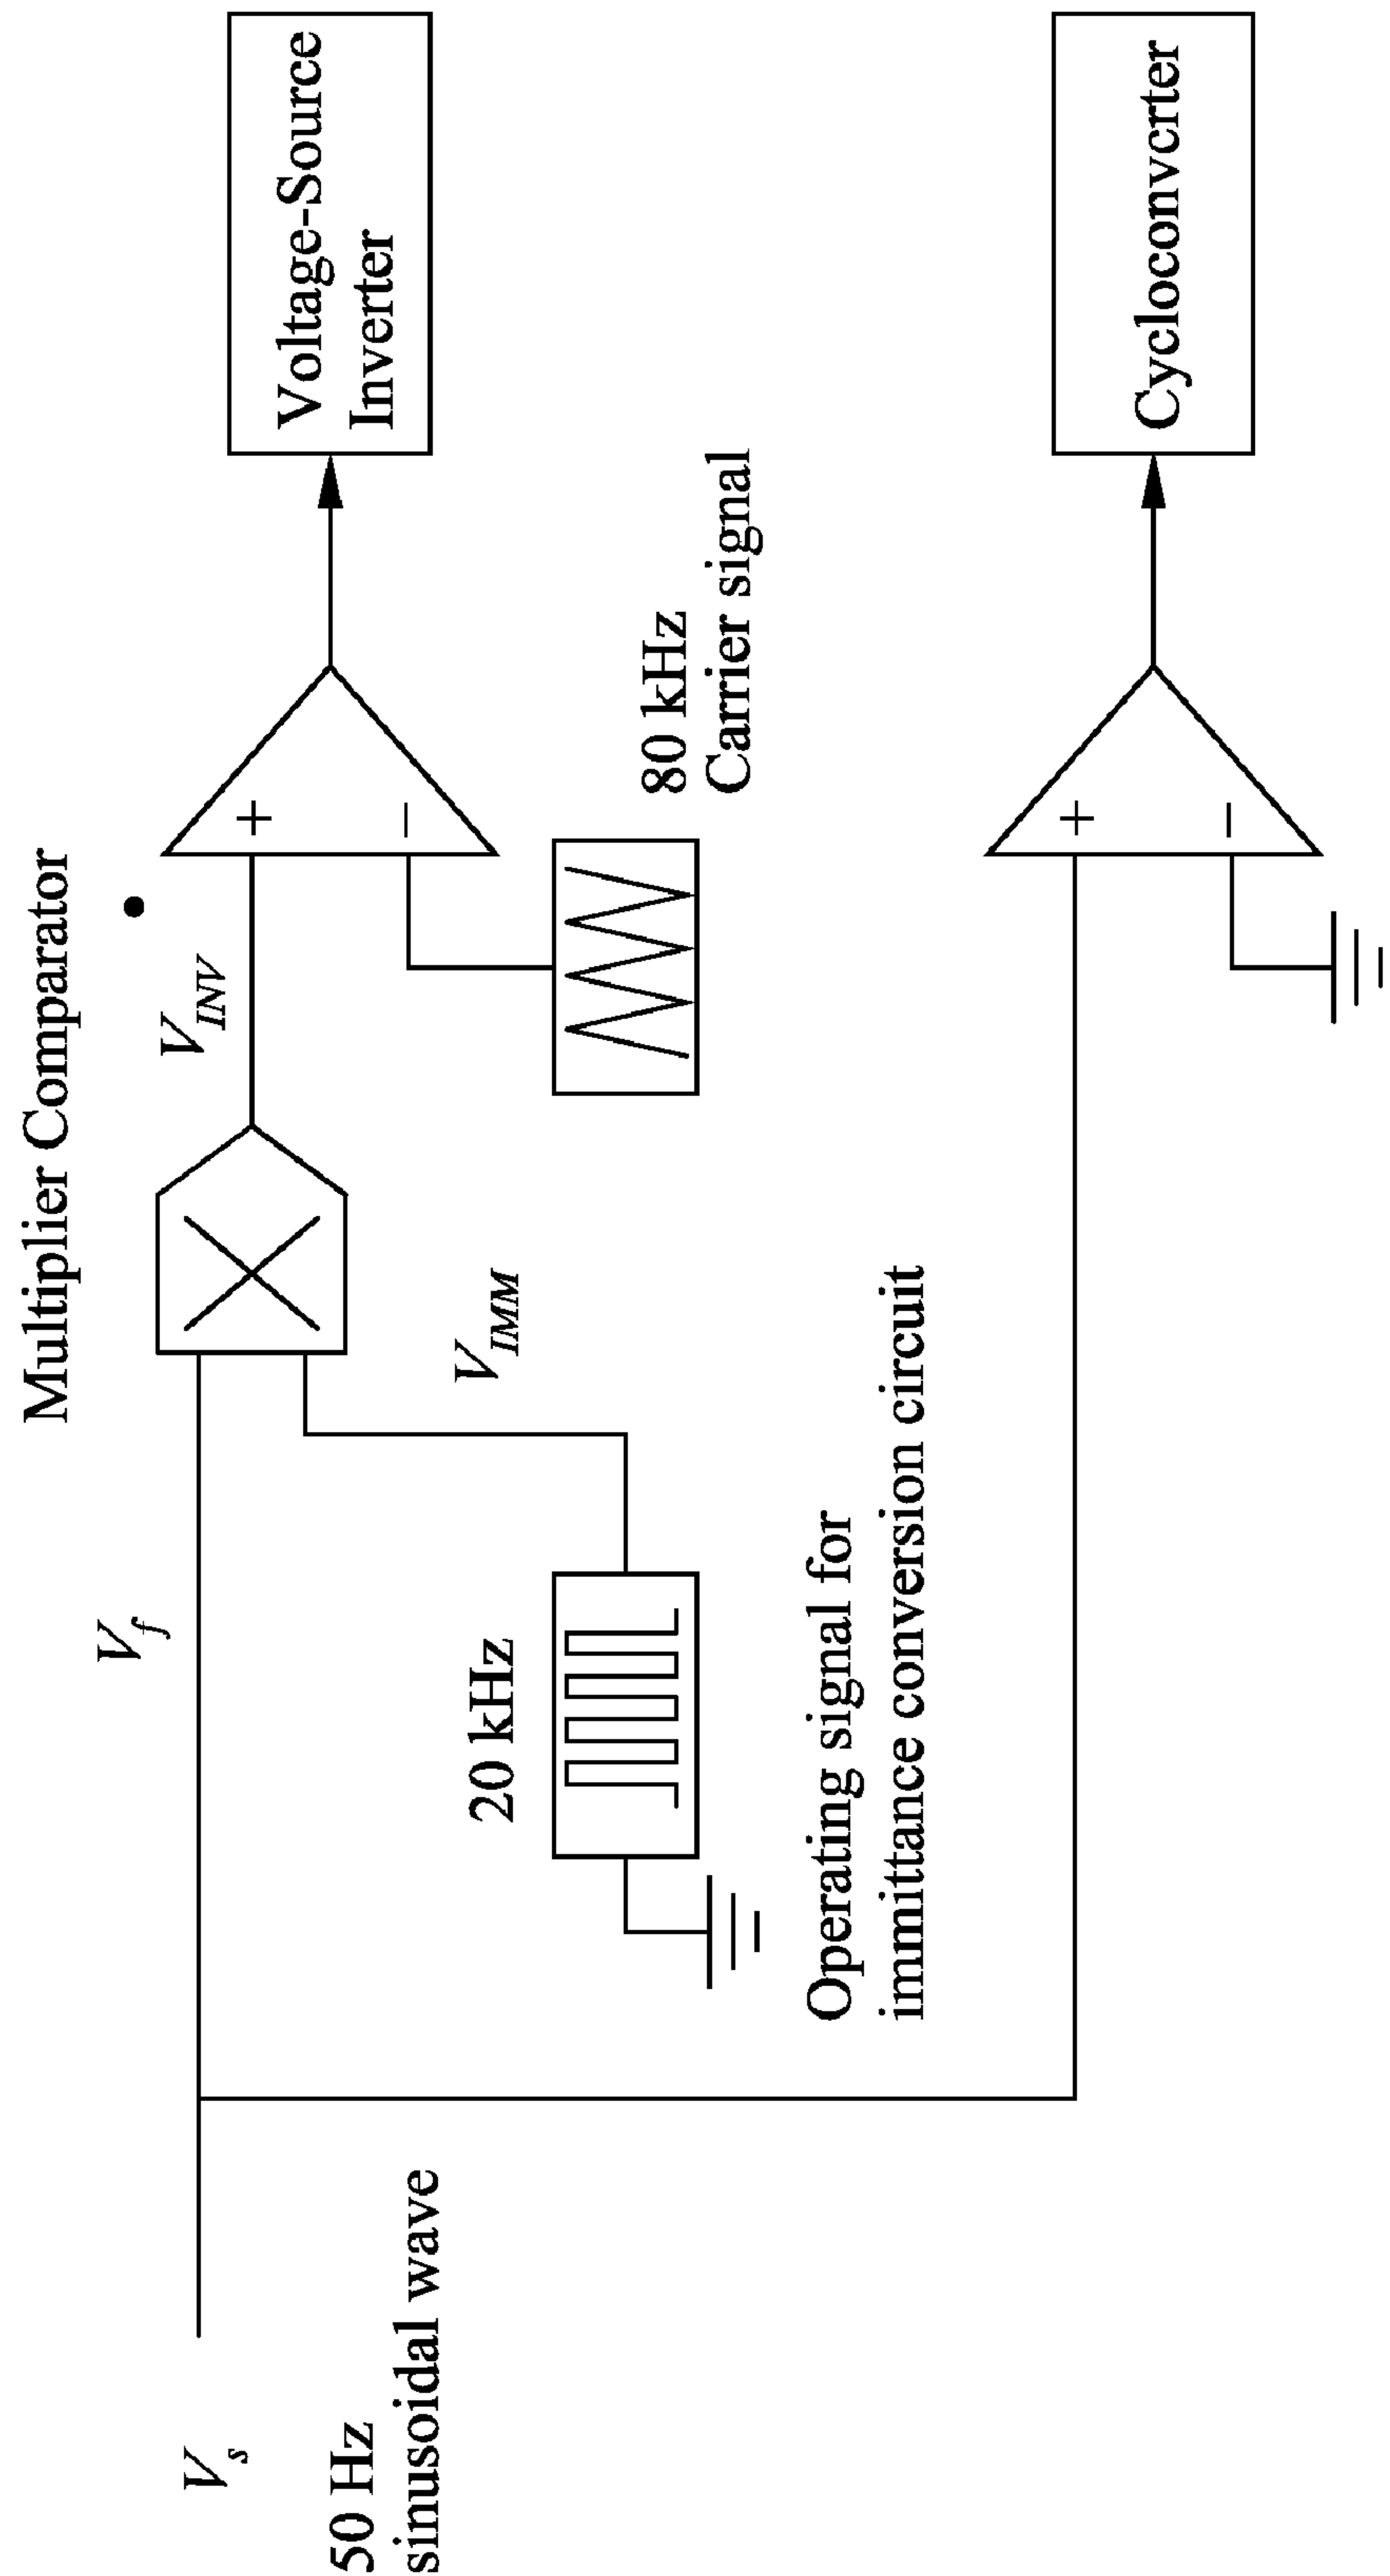 Multiplier Comparator
V_f
V_INV
Voltage-Source
Inverter
V_s
50 Hz
sinusoidal wave
20 kHz
V_IMM
+
−
80 kHz
Carrier signal
Operating signal for
immittance conversion circuit
+
−
Cycloconvcrter